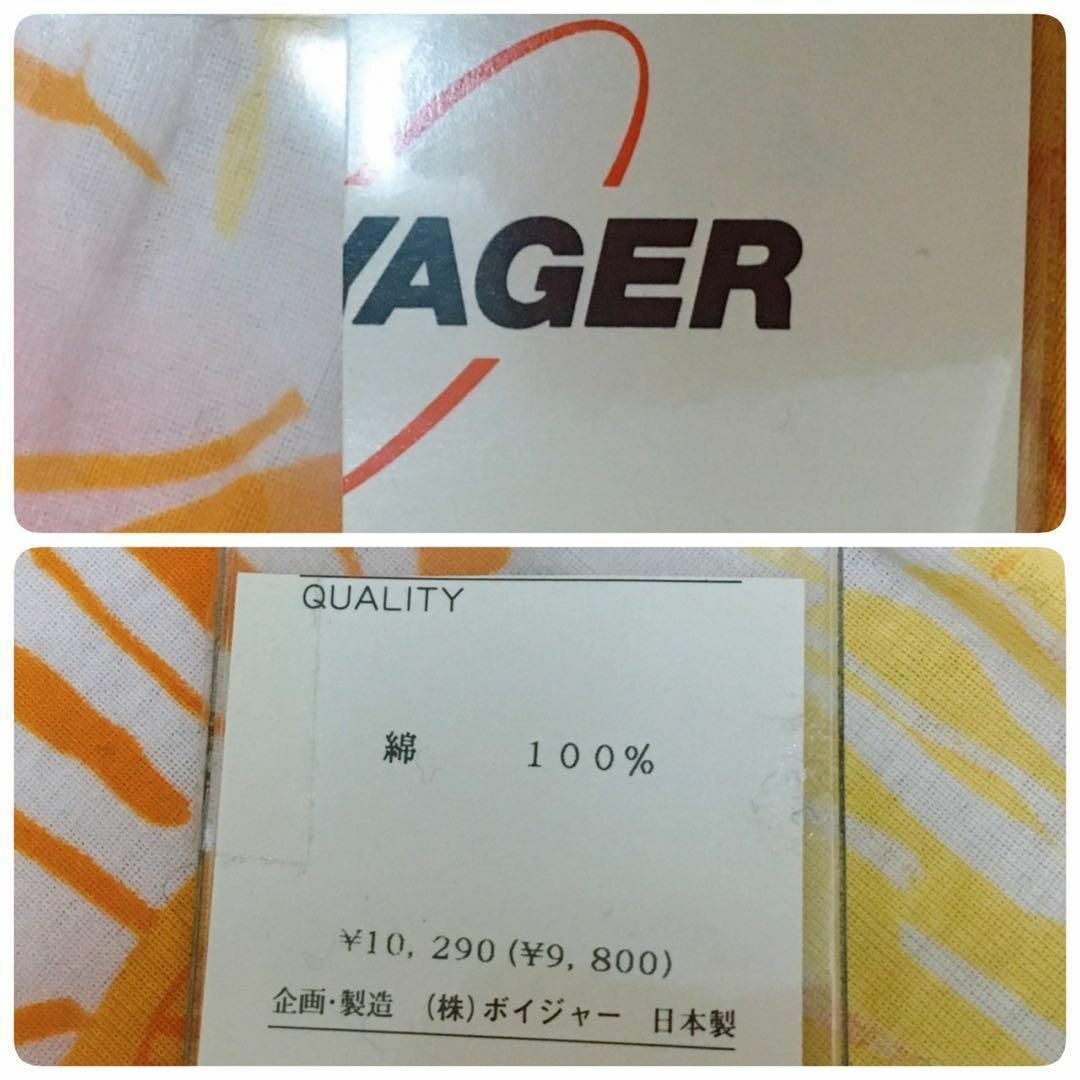 YAGER
QUALITY
綿 100%
¥10,290(¥9,800)
企画・製造 (株)ボイジャー 日本製